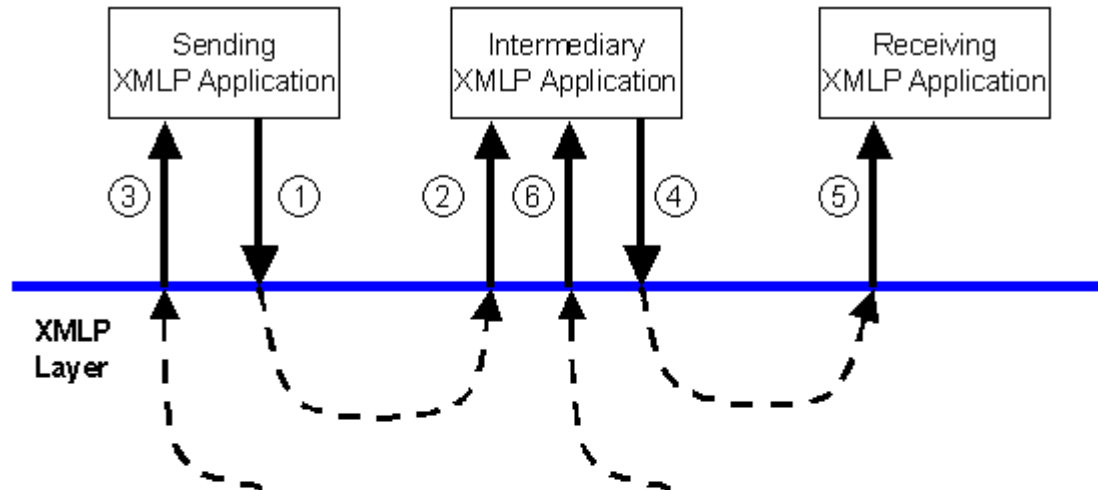 Sending
XMLP Application
Intermediary
XMLP Application
Receiving
XMLP Application
3
1
2
6
4
5
XMLP
Layer